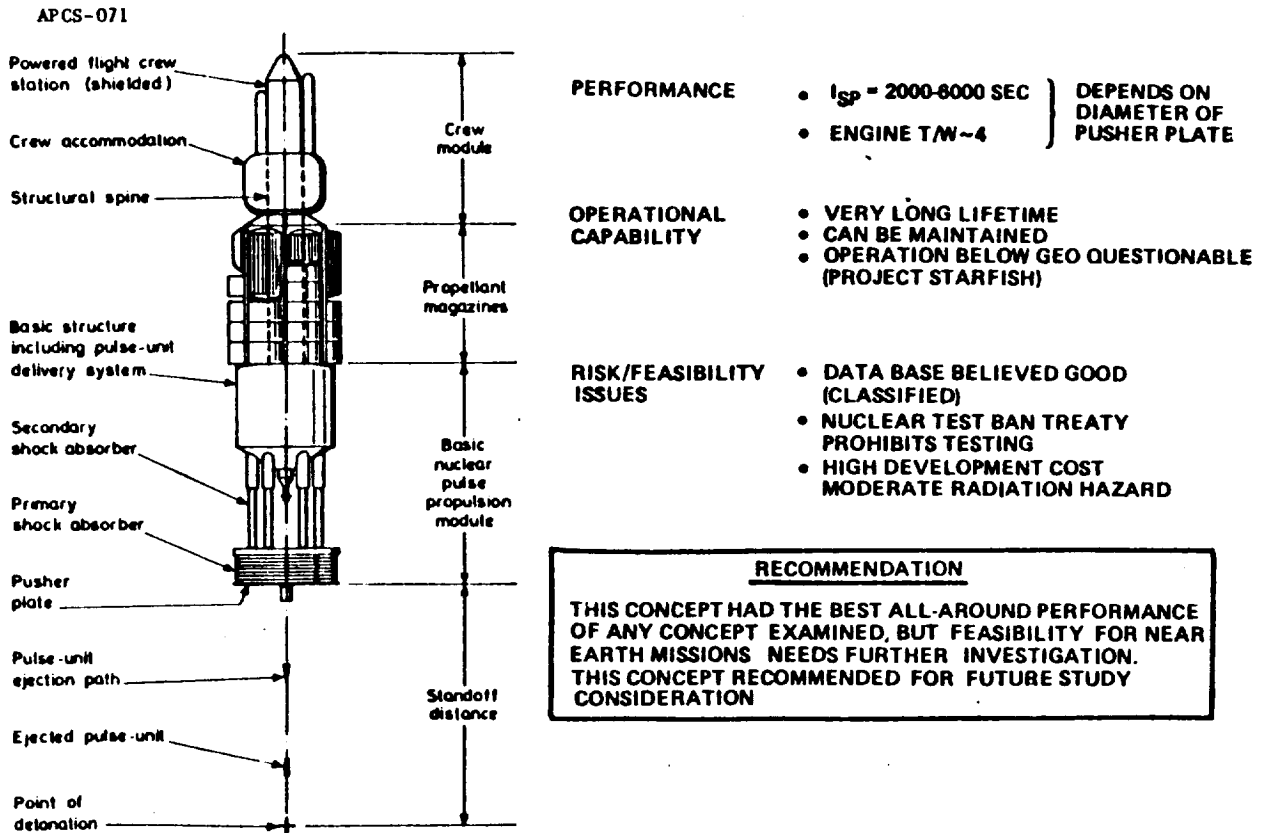 APCS-071
Powered flight crew
station (shielded)
Crew accommodation
Structural spine
Basic structure
including pulse-unit
delivery system
Secondary
shock absorber
Primary
shock absorber
Pusher
plate
Pulse-unit
ejection path
Ejected pulse-unit
Point of
detonation
Crew
module
Propellant
magazines
Basic
nuclear
pulse
propulsion
module
Standoff
distance
PERFORMANCE
• ISP = 2000-6000 SEC
• ENGINE T/W~4
DEPENDS ON
DIAMETER OF
PUSHER PLATE
OPERATIONAL
CAPABILITY
• VERY LONG LIFETIME
• CAN BE MAINTAINED
• OPERATION BELOW GEO QUESTIONABLE
(PROJECT STARFISH)
RISK/FEASIBILITY
ISSUES
• DATA BASE BELIEVED GOOD
(CLASSIFIED)
• NUCLEAR TEST BAN TREATY
PROHIBITS TESTING
• HIGH DEVELOPMENT COST
MODERATE RADIATION HAZARD
RECOMMENDATION
THIS CONCEPT HAD THE BEST ALL-AROUND PERFORMANCE
OF ANY CONCEPT EXAMINED, BUT FEASIBILITY FOR NEAR
EARTH MISSIONS NEEDS FURTHER INVESTIGATION.
THIS CONCEPT RECOMMENDED FOR FUTURE STUDY
CONSIDERATION